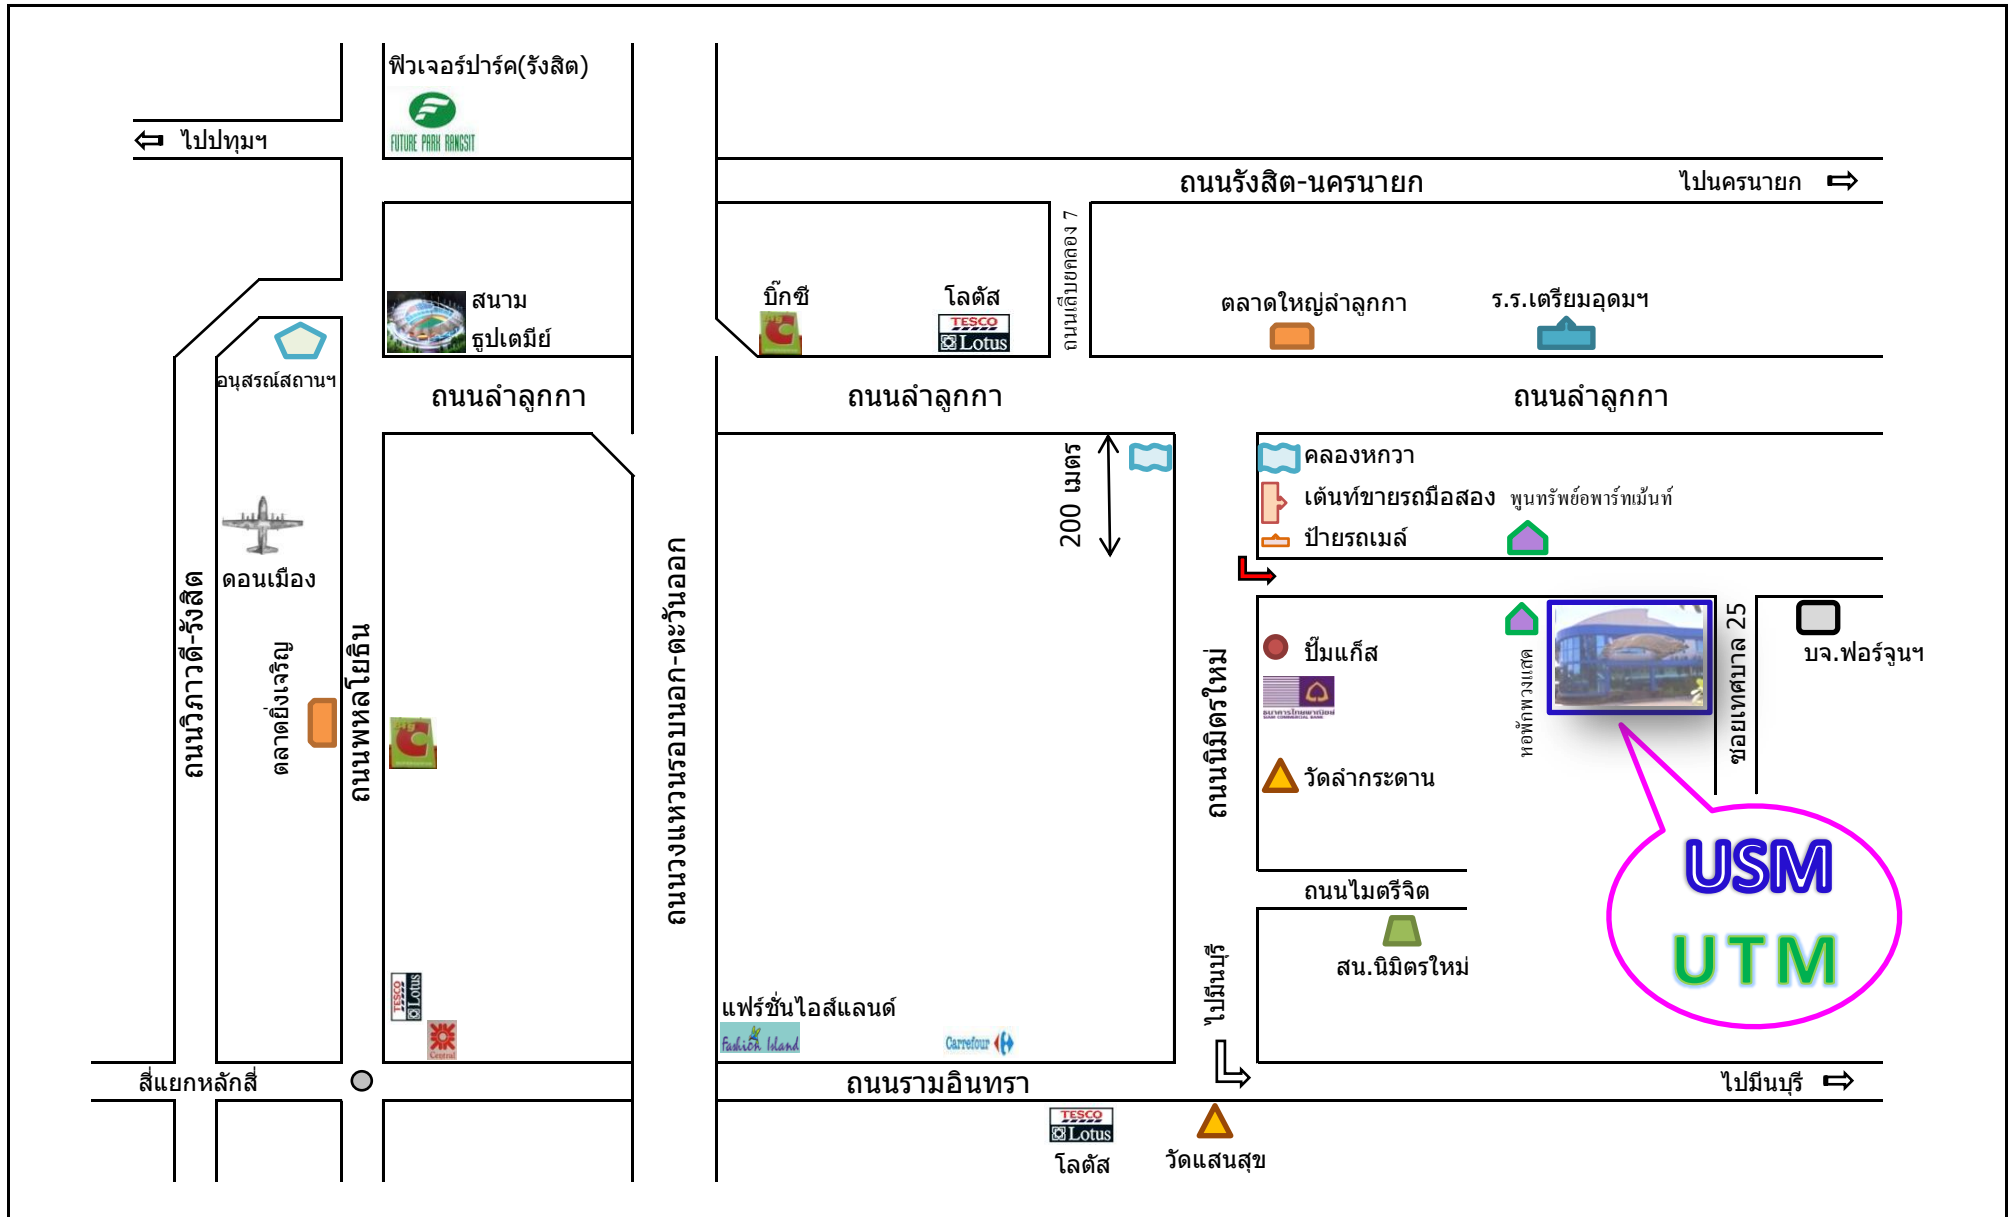 ฟิวเจอร์ปาร์ค(รังสิต)
FUTURE PARK RANGSIT
ไปปทุมฯ
ถนนรังสิต-นครนายก
ไปนครนายก
ถนนเลียบคลอง 7
สนาม
ธูปเตมีย์
บิ๊กซี
โลตัส
TESCO
Lotus
ตลาดใหญ่ลำลูกกา
ร.ร.เตรียมอุดมฯ
อนุสรณ์สถานฯ
ถนนลำลูกกา
ถนนลำลูกกา
ถนนลำลูกกา
200 เมตร
คลองหกวา
เต้นท์ขายรถมือสอง
พูนทรัพย์อพาร์ทเม้นท์
ป้ายรถเมล์
ดอนเมือง
ถนนวิภาวดี-รังสิต
ตลาดยิ่งเจริญ
ถนนพหลโยธิน
ถนนวงแหวนรอบนอก-ตะวันออก
ถนนนิมิตรใหม่
ปั๊มแก็ส
ธนาคารไทยพาณิชย์
SIAM COMMERCIAL BANK
หอพักพวงแสด
ซอยเทศบาล 25
บจ.ฟอร์จูนฯ
วัดลำกระดาน
USM
UTM
ถนนไมตรีจิต
สน.นิมิตรใหม่
ไปมีนบุรี
TESCO
Lotus
Central
แฟร์ชั่นไอส์แลนด์
Fashion Island
Carrefour
สี่แยกหลักสี่
ถนนรามอินทรา
ไปมีนบุรี
TESCO
Lotus
โลตัส
วัดแสนสุข